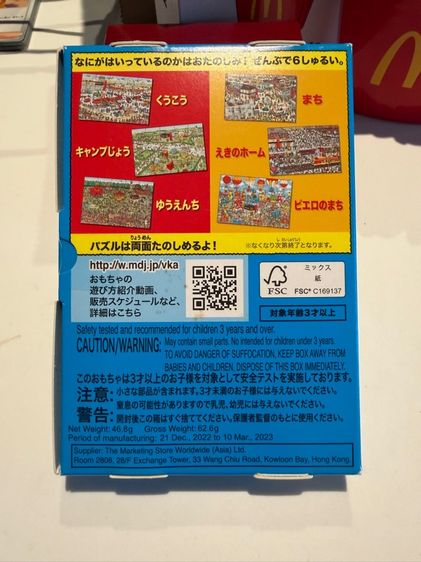 なにがはいっているのかはおたのしみ! ぜんぶで6しゅるい。
くうこう
まち
キャンプじょう
えきのホーム
ゆうえんち
ピエロのまち
りょうめん
パズルは両面たのしめるよ!
しだいしゅうりょう
※なくなり次第終了となります。
http://w.mdj.jp/vka
おもちゃの
遊び方紹介動画、
販売スケジュールなど、
詳細はこちら
FSC
ミックス
紙
FSC® C169137
対象年齢3才以上
Safety tested and recommended for children 3 years and over.
CAUTION/WARNING: May contain small parts. No intended for children under 3 years.
TO AVOID DANGER OF SUFFOCATION, KEEP BOX AWAY FROM
BABIES AND CHILDREN. DISPOSE OF THIS BOX IMMEDIATELY.
このおもちゃは3才以上のお子様を対象として安全テストを実施しております。
注意: 小さな部品が含まれます。3才未満のお子様には与えないでください。
窒息の可能性がありますので乳児、幼児には与えないでください。
警告: 開封後この箱はすぐ捨ててください。保護者監督のもとに使用ください。
Net Weight: 46.8g Gross Weight: 62.6g
Period of manufacturing: 21 Dec., 2022 to 10 Mar., 2023
Supplier: The Marketing Store Worldwide (Asia) Ltd.
Room 2808, 28/F Exchange Tower, 33 Wang Chiu Road, Kowloon Bay, Hong Kong